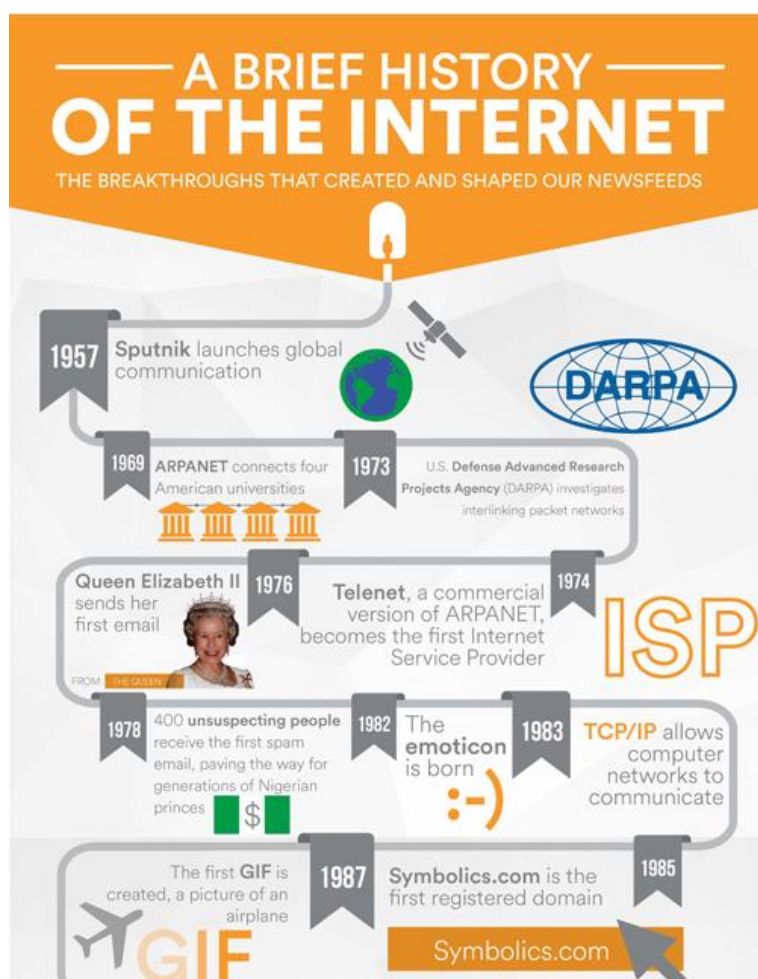 A BRIEF HISTORY
OF THE INTERNET
THE BREAKTHROUGHS THAT CREATED AND SHAPED OUR NEWSFEEDS
1957
Sputnik launches global
communication
DARPA
1969
ARPANET connects four
American universities
1973
U.S. Defense Advanced Research
Projects Agency (DARPA) investigates
interlinking packet networks
1974
Telenet, a commercial
version of ARPANET,
becomes the first Internet
Service Provider
ISP
1976
Queen Elizabeth II
sends her
first email
FROM: THE QUEEN
1978
400 unsuspecting people
receive the first spam
email, paving the way for
generations of Nigerian
princes
$
1982
The
emoticon
is born
:-)
1983
TCP/IP allows
computer
networks to
communicate
1985
Symbolics.com is the
first registered domain
Symbolics.com
1987
The first GIF is
created, a picture of an
airplane
GIF